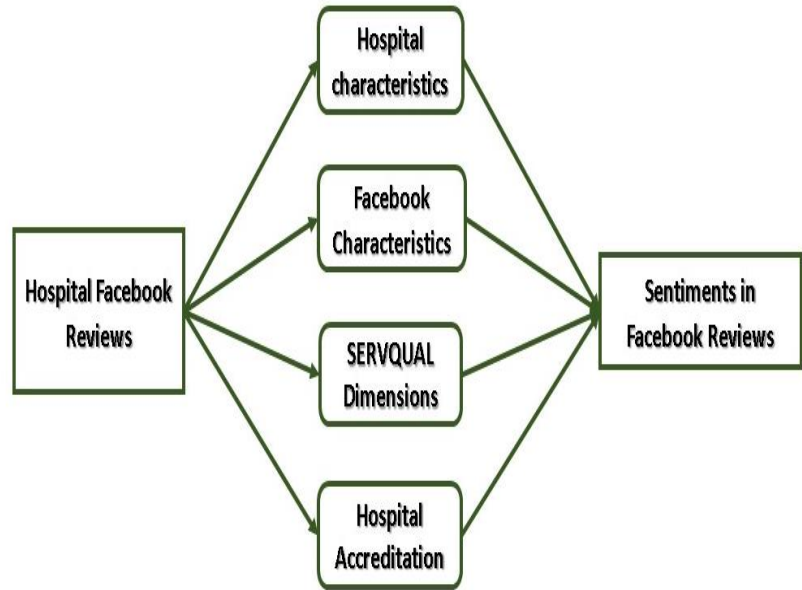 Hospital
characteristics
Facebook
Characteristics
Hospital Facebook
Reviews
Sentiments in
Facebook Reviews
SERVQUAL
Dimensions
Hospital
Accreditation